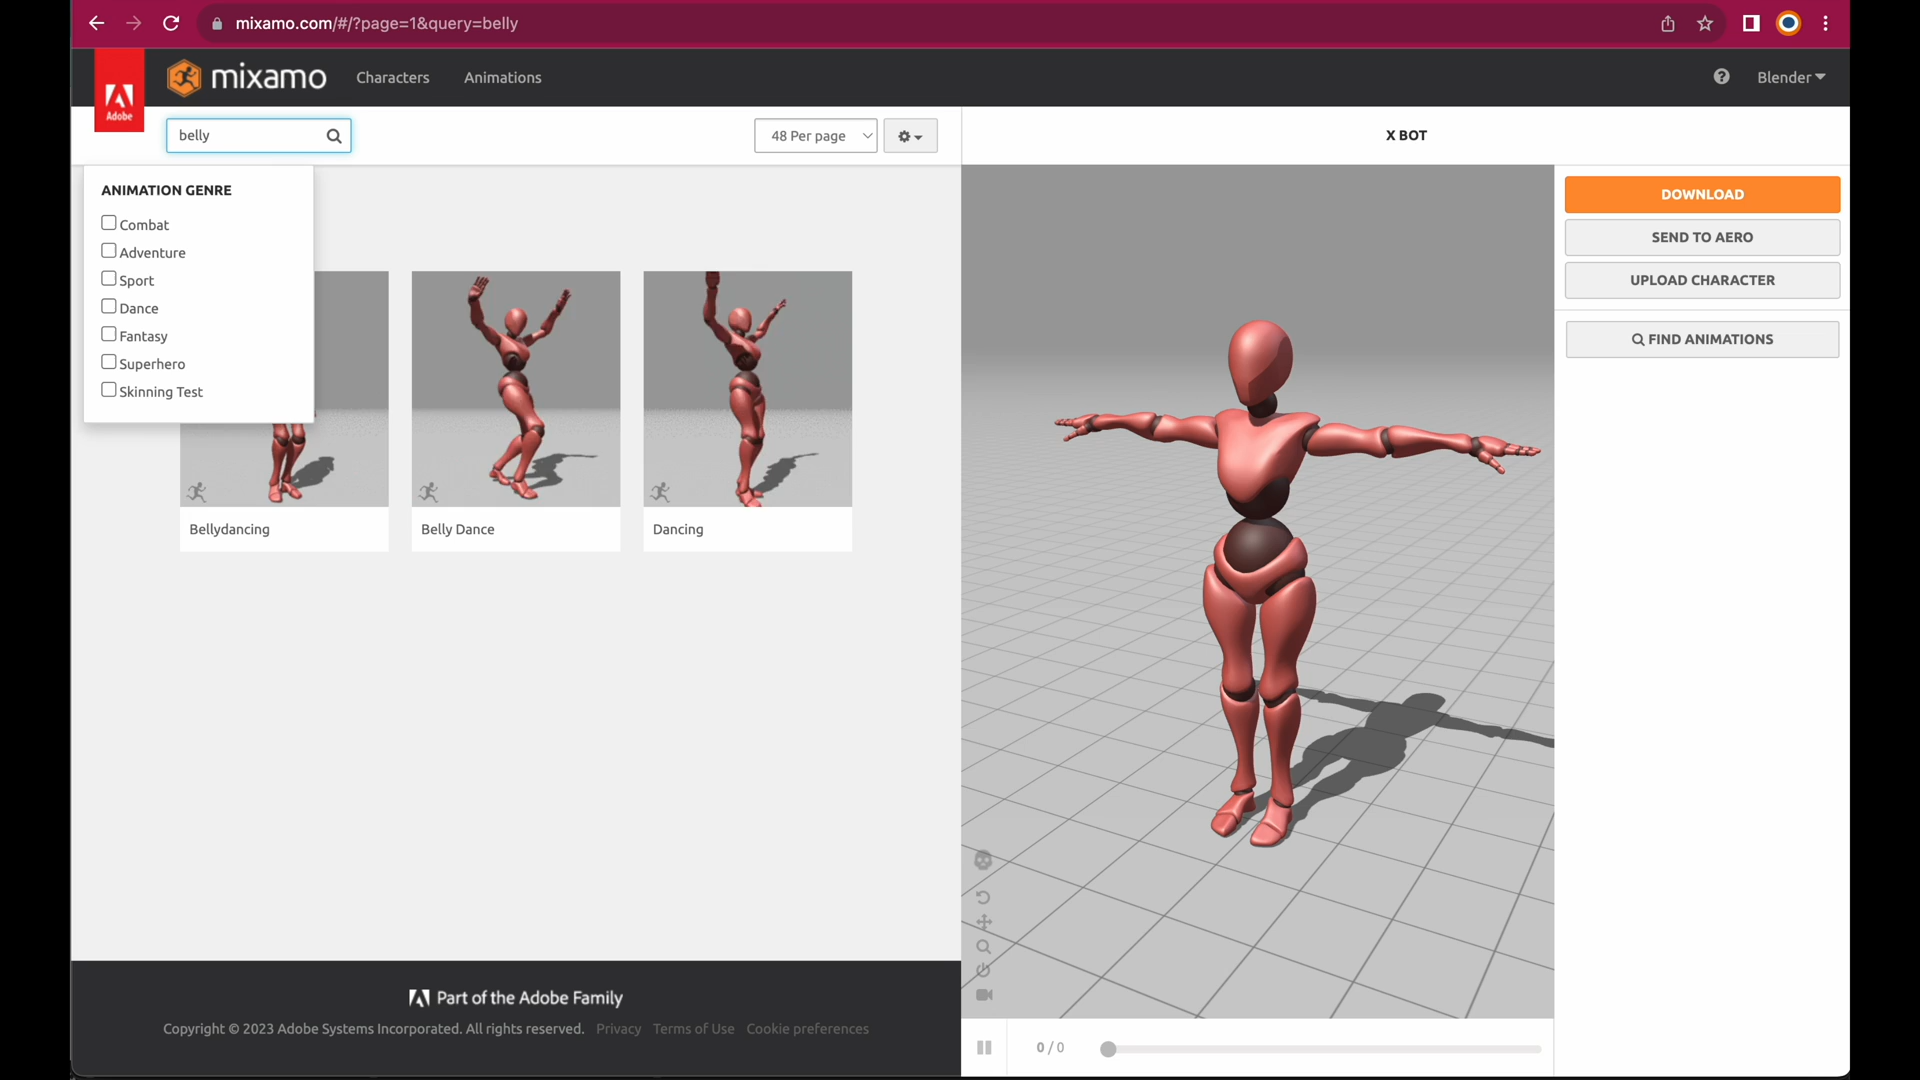 mixamo.com/#/?page=1&query=belly
Adobe
mixamo
Characters
Animations
Blender
belly
48 Per page
X BOT
ANIMATION GENRE
Combat
Adventure
Sport
Dance
Fantasy
Superhero
Skinning Test
Bellydancing
Belly Dance
Dancing
DOWNLOAD
SEND TO AERO
UPLOAD CHARACTER
FIND ANIMATIONS
Part of the Adobe Family
Copyright © 2023 Adobe Systems Incorporated. All rights reserved. Privacy Terms of Use Cookie preferences
0 / 0